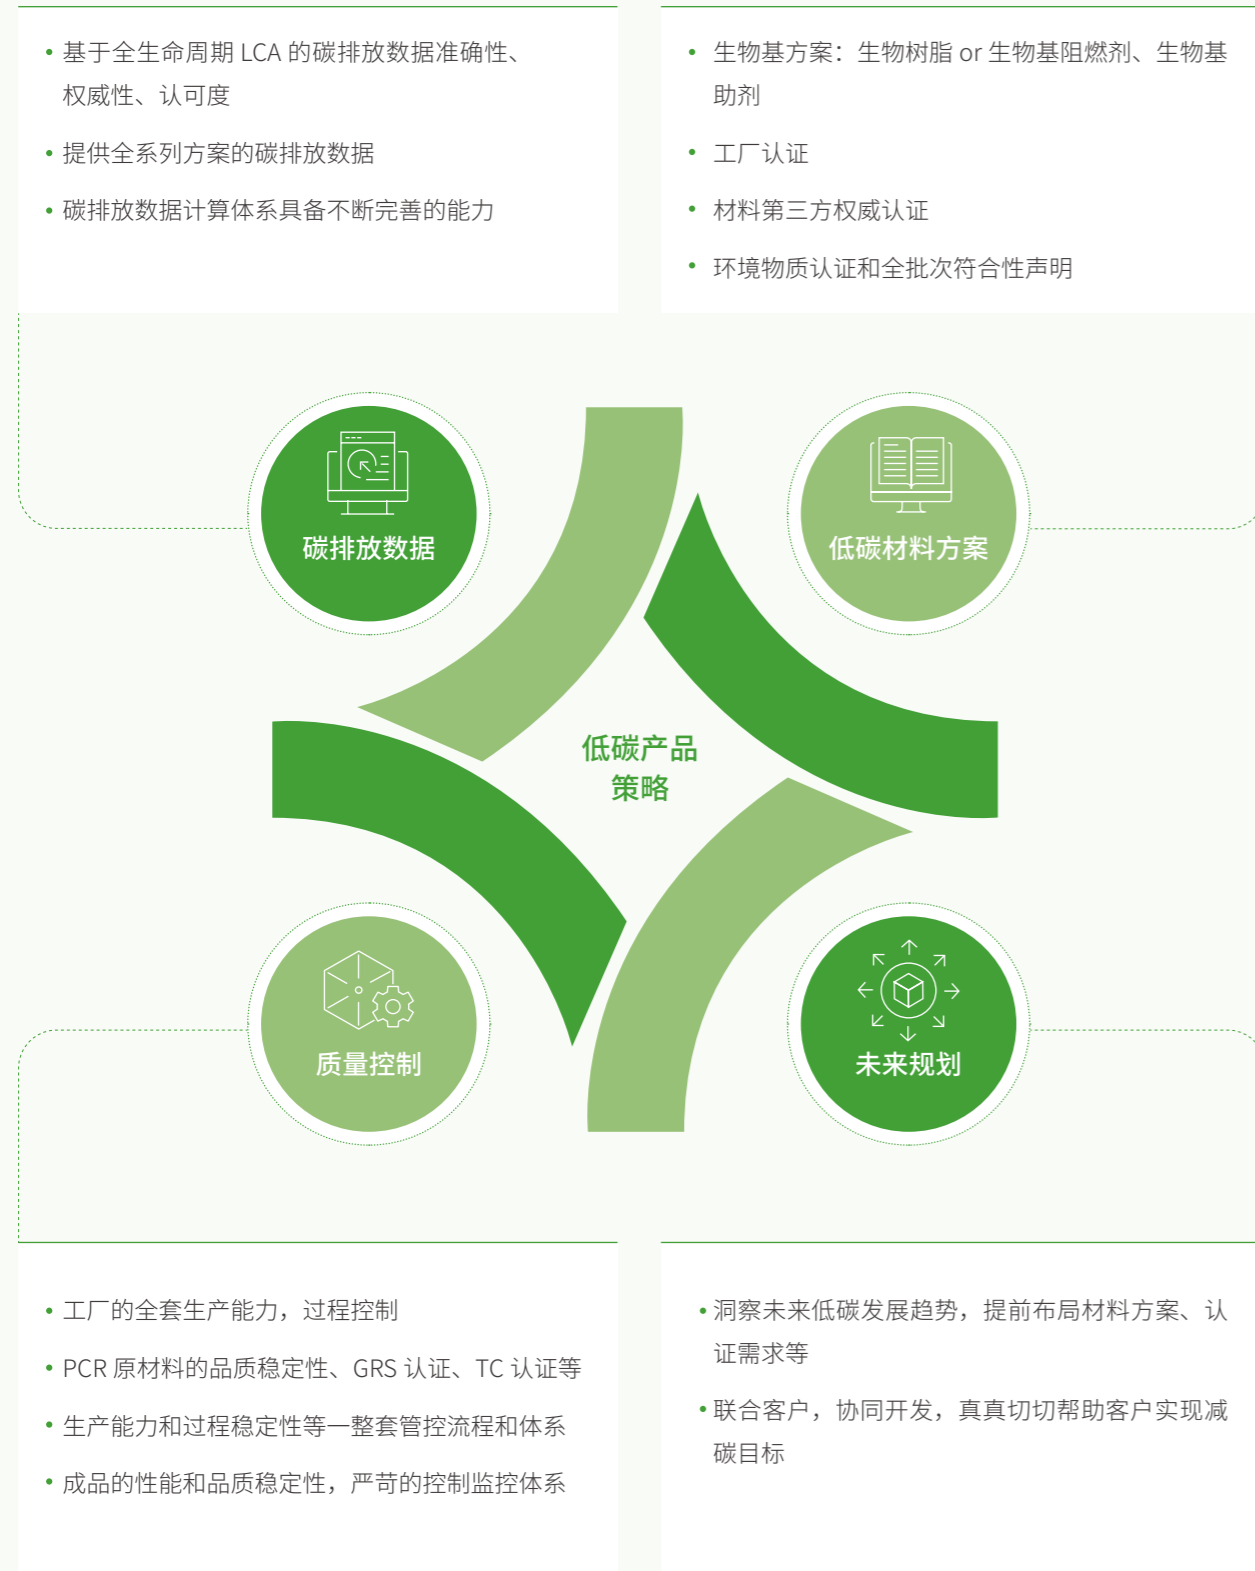 • 基于全生命周期 LCA 的碳排放数据准确性、
权威性、认可度
• 提供全系列方案的碳排放数据
• 碳排放数据计算体系具备不断完善的能力
• 生物基方案：生物树脂 or 生物基阻燃剂、生物基
助剂
• 工厂认证
• 材料第三方权威认证
• 环境物质认证和全批次符合性声明
碳排放数据
低碳材料方案
低碳产品
策略
质量控制
未来规划
• 工厂的全套生产能力，过程控制
• PCR 原材料的品质稳定性、GRS 认证、TC 认证等
• 生产能力和过程稳定性等一整套管控流程和体系
• 成品的性能和品质稳定性，严苛的控制监控体系
• 洞察未来低碳发展趋势，提前布局材料方案、认
证需求等
• 联合客户，协同开发，真真切切帮助客户实现减
碳目标